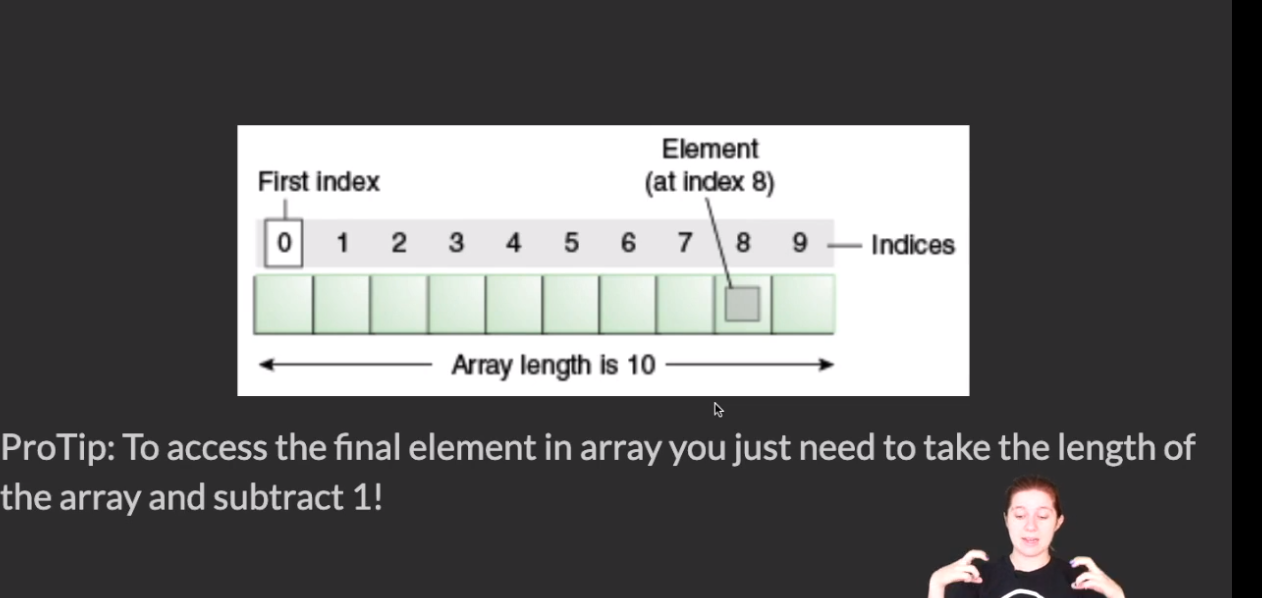 Element
First index
(at index 8)
0 1 2 3 4 5 6 7 8 9
Indices
Array length is 10
ProTip: To access the final element in array you just need to take the length of
the array and subtract 1!